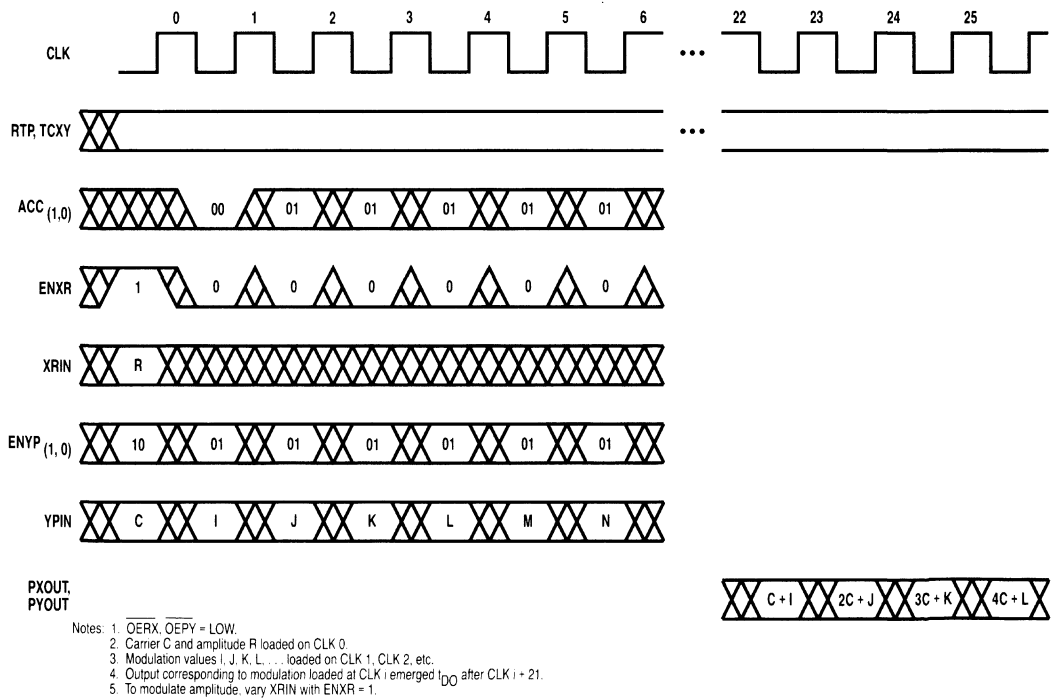 0 1 2 3 4 5 6 22 23 24 25
CLK
•••
RTP, TCXY
•••
ACC (1,0) 00 01 01 01 01 01
ENXR 1 0 0 0 0 0 0
XRIN R
ENYP (1, 0) 10 01 01 01 01 01 01
YPIN C I J K L M N
PXOUT,
PYOUT C + I 2C + J 3C + K 4C + L
Notes: 1. OERX, OEPY = LOW.
2. Carrier C and amplitude R loaded on CLK 0.
3. Modulation values I, J, K, L, . . . loaded on CLK 1, CLK 2, etc.
4. Output corresponding to modulation loaded at CLK i emerged tDO after CLK i + 21.
5. To modulate amplitude, vary XRIN with ENXR = 1.